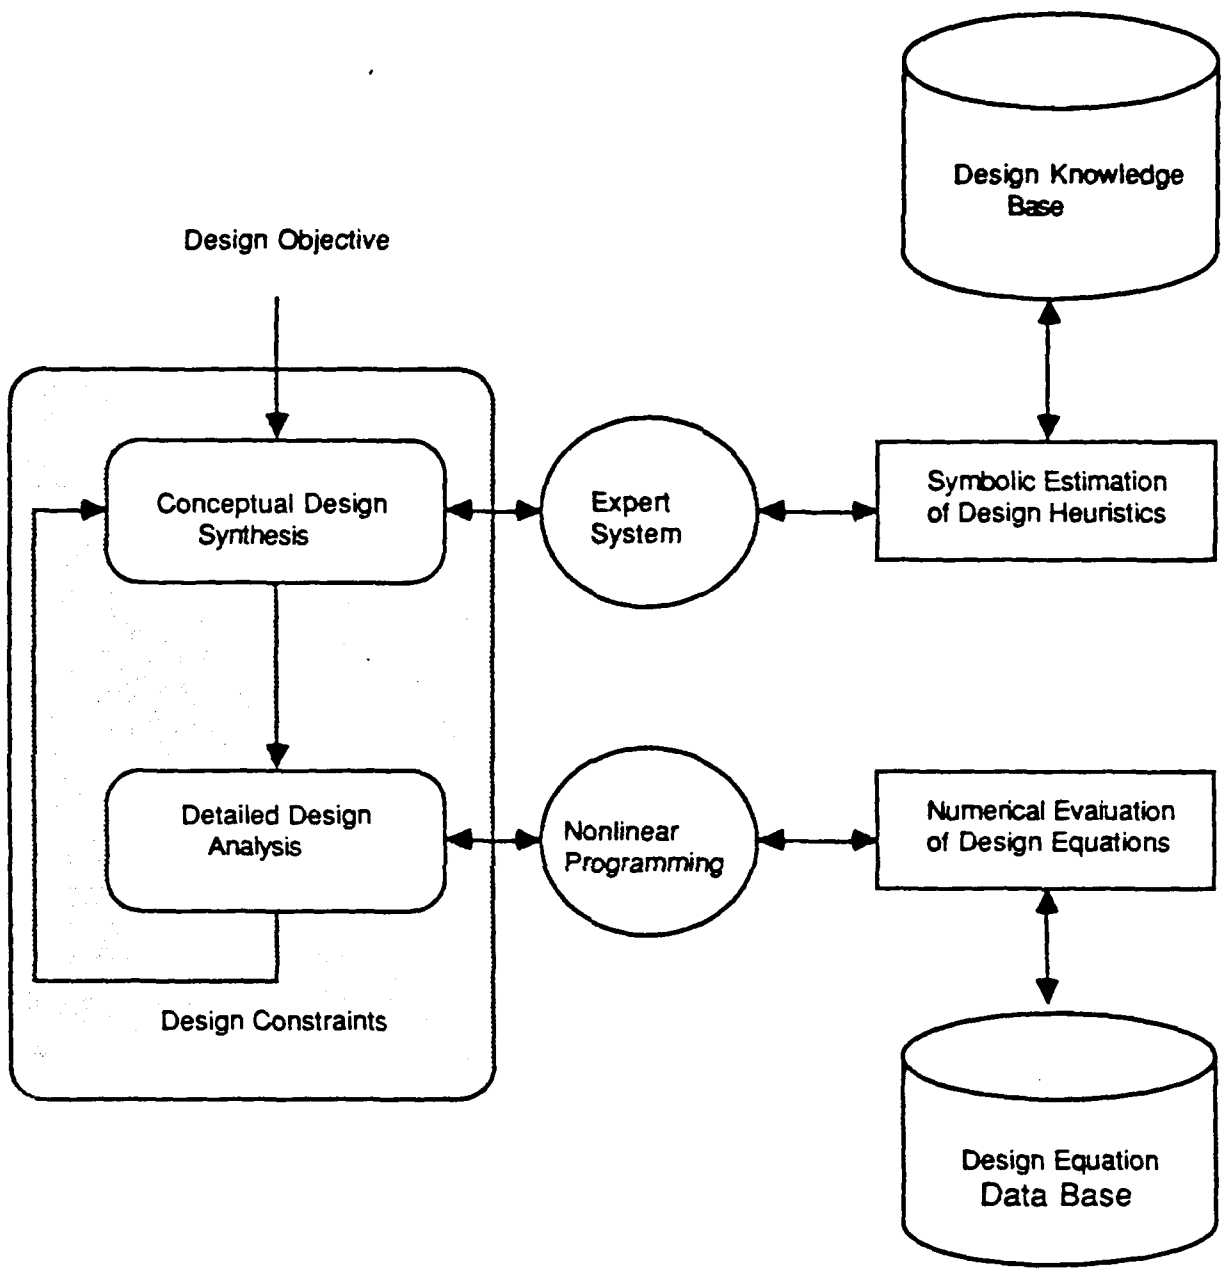 Design Knowledge
Base
Design Objective
Conceptual Design
Synthesis
Expert
System
Symbolic Estimation
of Design Heuristics
Detailed Design
Analysis
Nonlinear
Programming
Numerical Evaluation
of Design Equations
Design Constraints
Design Equation
Data Base